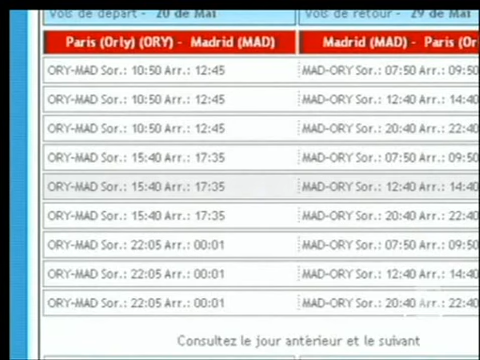 Vols de départ - 20 de Mai Vols de retour - 29 de Mai
Paris (Orly) (ORY) - Madrid (MAD) Madrid (MAD) - Paris (Or
ORY-MAD Sor.: 10:50 Arr.: 12:45 MAD-ORY Sor.: 07:50 Arr.: 09:50
ORY-MAD Sor.: 10:50 Arr.: 12:45 MAD-ORY Sor.: 12:40 Arr.: 14:40
ORY-MAD Sor.: 10:50 Arr.: 12:45 MAD-ORY Sor.: 20:40 Arr.: 22:40
ORY-MAD Sor.: 15:40 Arr.: 17:35 MAD-ORY Sor.: 07:50 Arr.: 09:50
ORY-MAD Sor.: 15:40 Arr.: 17:35 MAD-ORY Sor.: 12:40 Arr.: 14:40
ORY-MAD Sor.: 15:40 Arr.: 17:35 MAD-ORY Sor.: 20:40 Arr.: 22:40
ORY-MAD Sor.: 22:05 Arr.: 00:01 MAD-ORY Sor.: 07:50 Arr.: 09:50
ORY-MAD Sor.: 22:05 Arr.: 00:01 MAD-ORY Sor.: 12:40 Arr.: 14:40
ORY-MAD Sor.: 22:05 Arr.: 00:01 MAD-ORY Sor.: 20:40 Arr.: 22:40
Consultez le jour antèrieur et le suivant